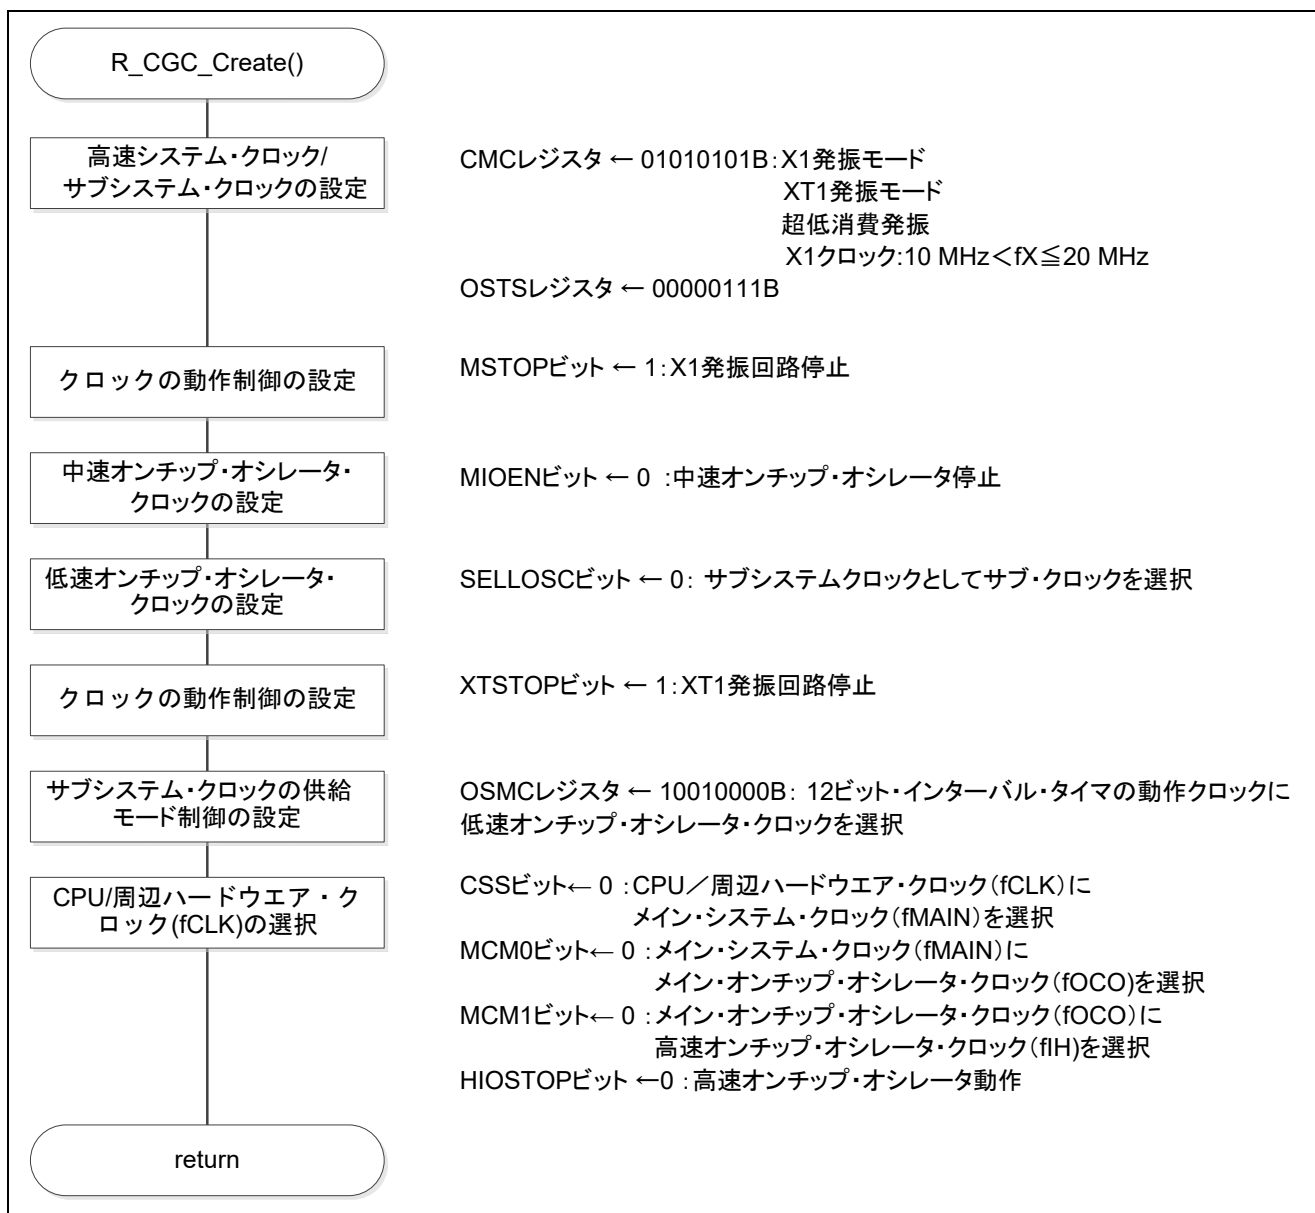 R_CGC_Create()
高速システム・クロック/
サブシステム・クロックの設定
CMCレジスタ ← 01010101B：X1発振モード
XT1発振モード
超低消費発振
X1クロック:10 MHz＜fX≦20 MHz
OSTSレジスタ ← 00000111B
クロックの動作制御の設定
MSTOPビット ← 1：X1発振回路停止
中速オンチップ・オシレータ・
クロックの設定
MIOENビット ← 0 ：中速オンチップ・オシレータ停止
低速オンチップ・オシレータ・
クロックの設定
SELLOSCビット ← 0： サブシステムクロックとしてサブ・クロックを選択
クロックの動作制御の設定
XTSTOPビット ← 1：XT1発振回路停止
サブシステム・クロックの供給
モード制御の設定
OSMCレジスタ ← 10010000B： 12ビット・インターバル・タイマの動作クロックに
低速オンチップ・オシレータ・クロックを選択
CPU/周辺ハードウエア・ク
ロック(fCLK)の選択
CSSビット← 0 ：CPU／周辺ハードウエア・クロック（fCLK）に
メイン・システム・クロック（fMAIN）を選択
MCM0ビット← 0 ：メイン・システム・クロック（fMAIN）に
メイン・オンチップ・オシレータ・クロック（fOCO)を選択
MCM1ビット← 0 ：メイン・オンチップ・オシレータ・クロック（fOCO）に
高速オンチップ・オシレータ・クロック（fIH)を選択
HIOSTOPビット ←0 ：高速オンチップ・オシレータ動作
return